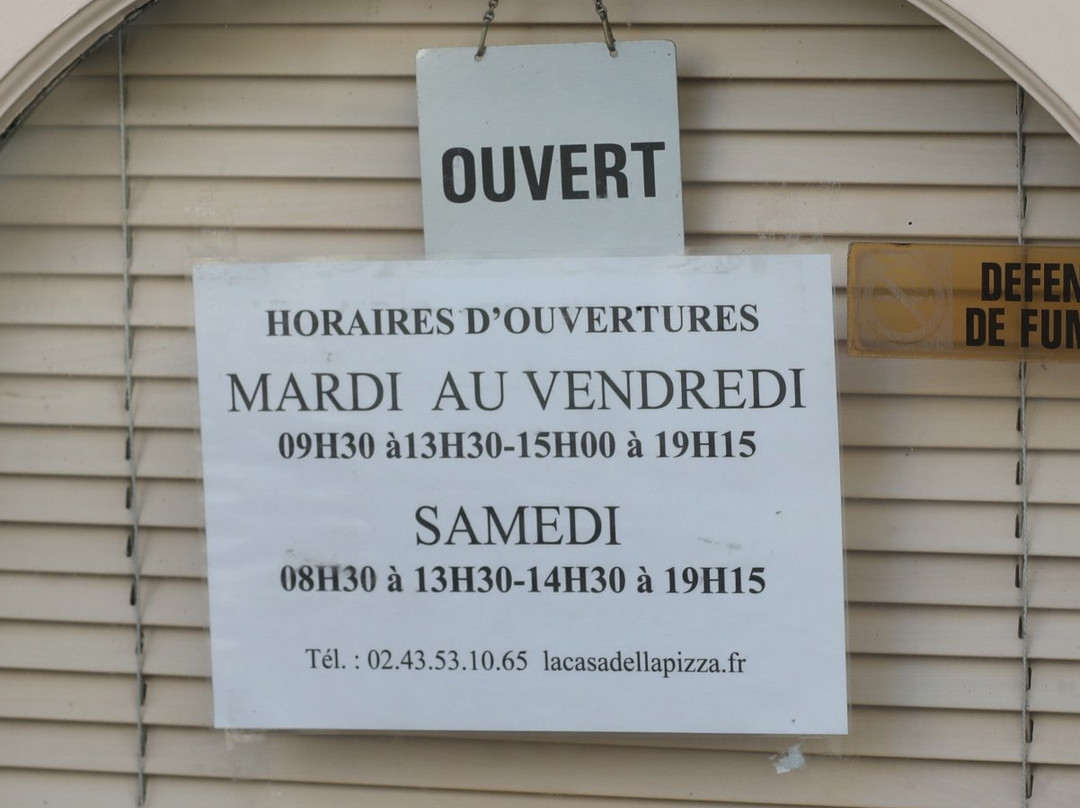 OUVERT
HORAIRES D'OUVERTURES
MARDI AU VENDREDI
09H30 à13H30-15H00 à 19H15
SAMEDI
08H30 à 13H30-14H30 à 19H15
Tél. : 02.43.53.10.65 lacasadellapizza.fr
DEFEN
DE FUM